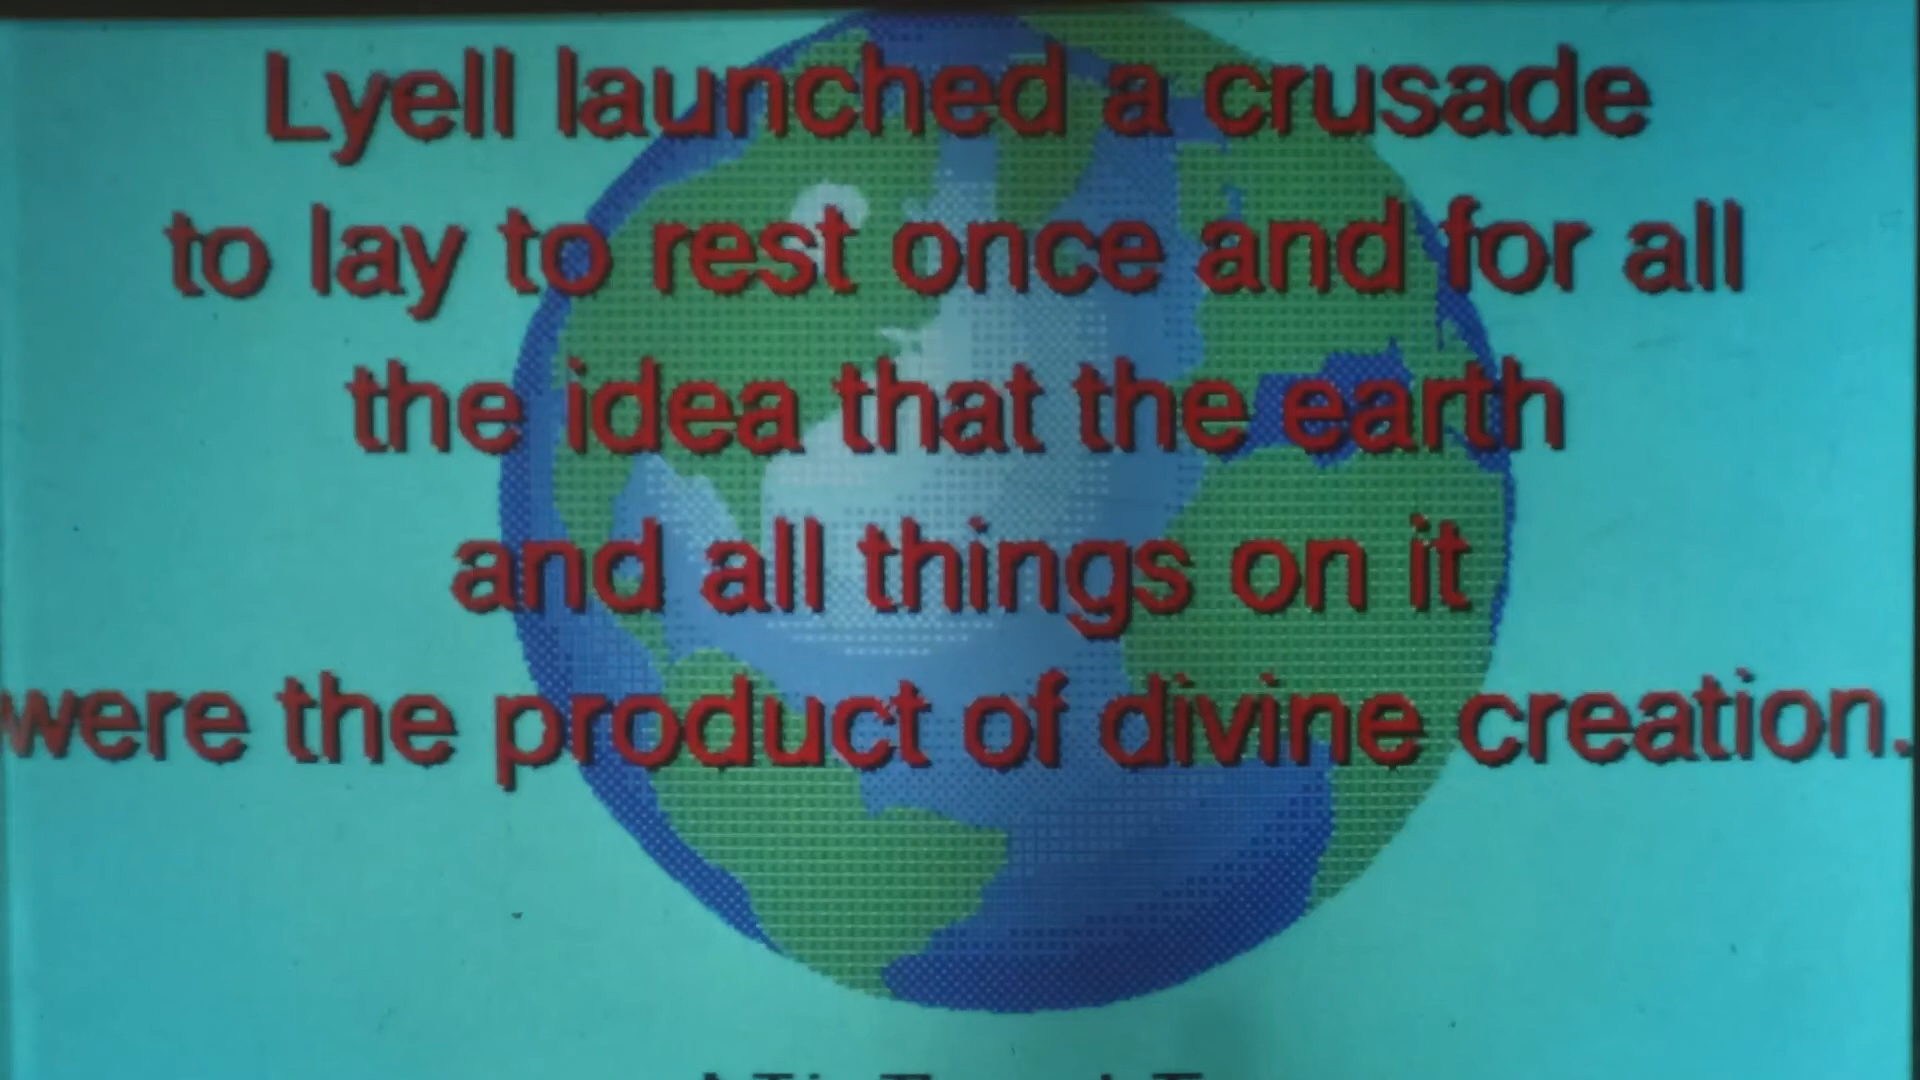 Lyell launched a crusade
to lay to rest once and for all
the idea that the earth
and all things on it
were the product of divine creation.